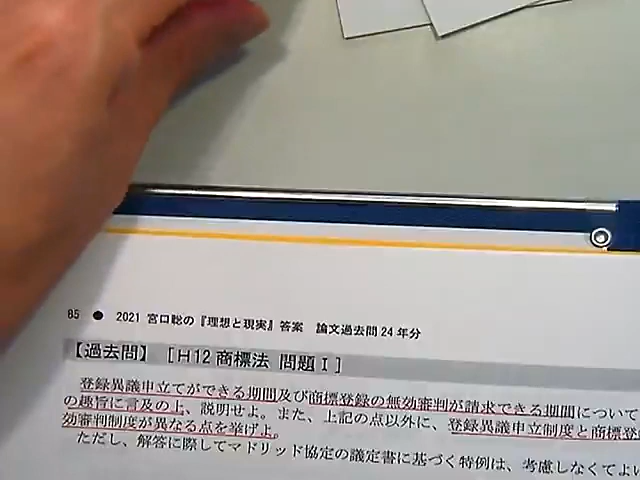 85 ● 2021 宮口聡の『理想と現実』答案 論文過去問24年分
【過去問】 [H12 商標法 問題Ⅰ]
登録異議申立てができる期間及び商標登録の無効審判が請求できる期間について
の趣旨に言及の上、説明せよ。また、上記の点以外に、登録異議申立制度と商標登
効審判制度が異なる点を挙げよ。
ただし、解答に際してマドリッド協定の議定書に基づく特例は、考慮しなくてよい